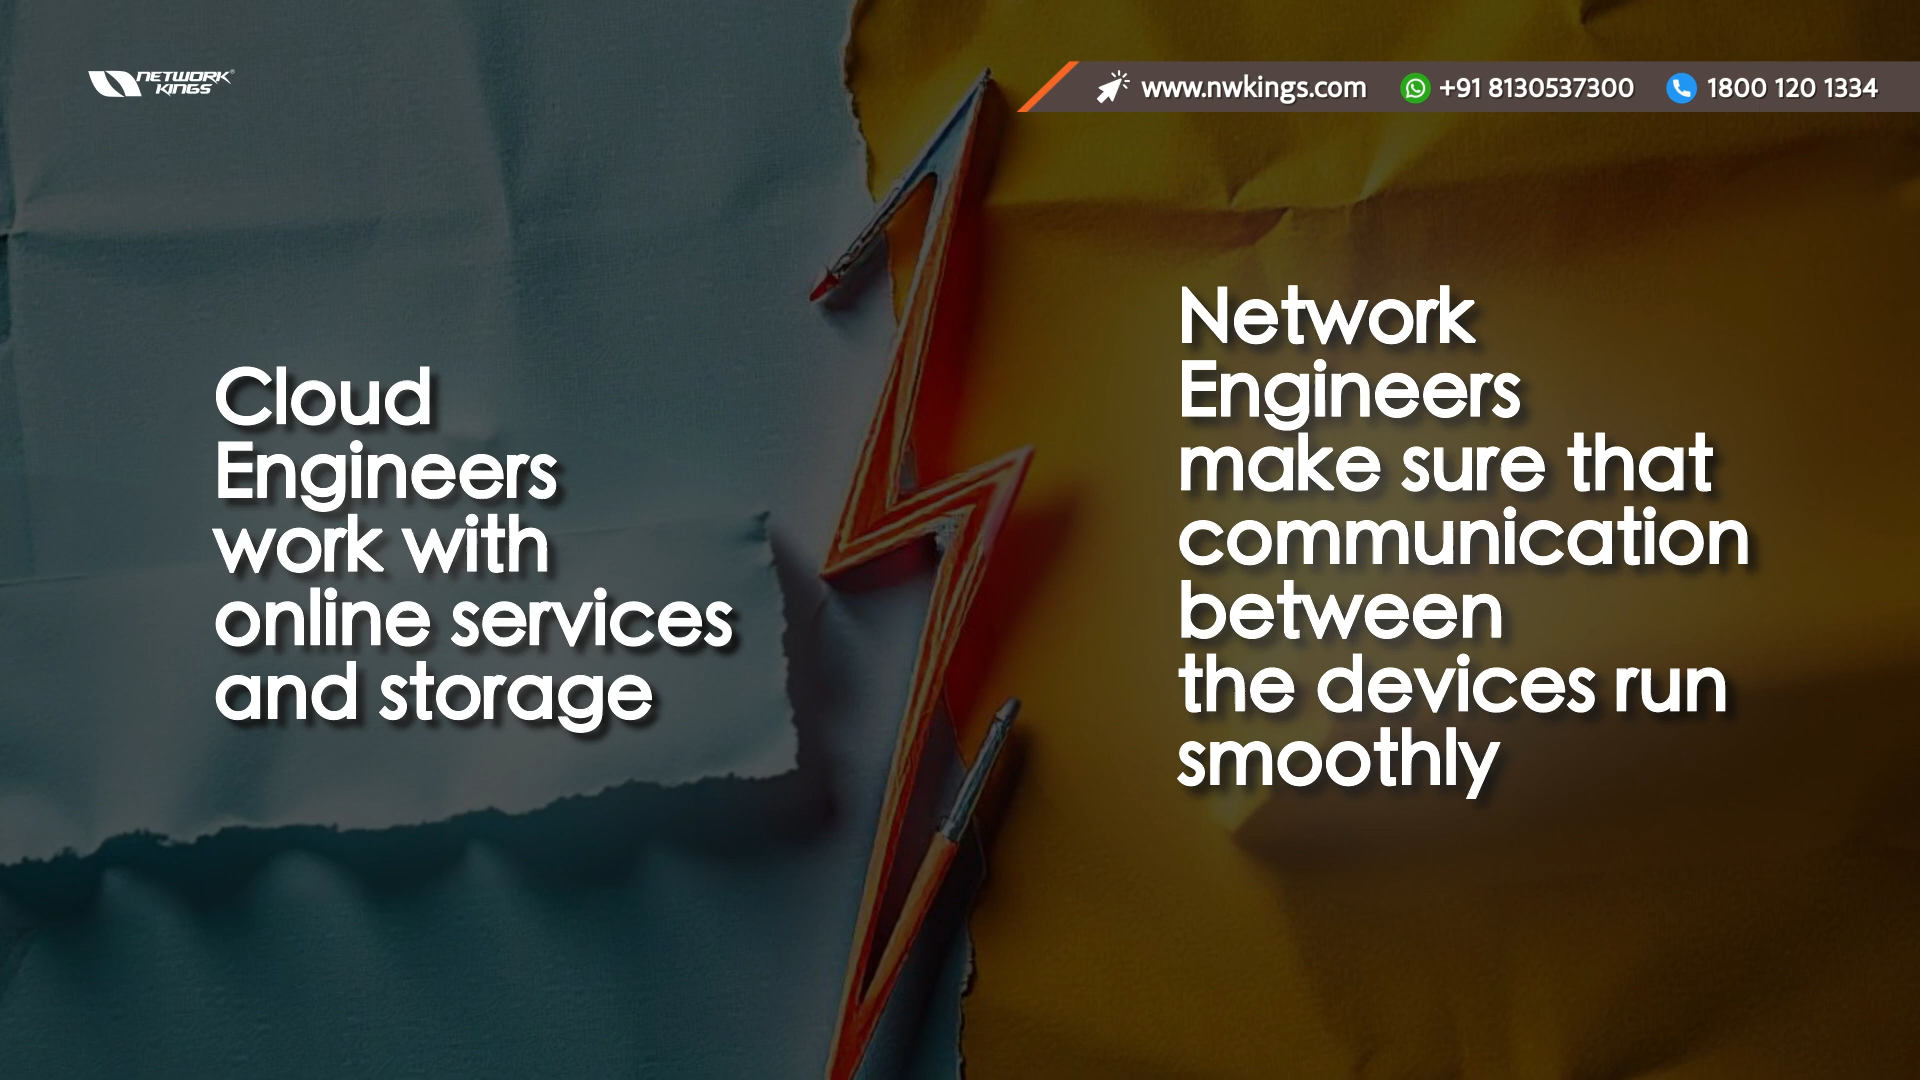 NETWORK
KINGS
www.nwkings.com +91 8130537300 1800 120 1334
Cloud
Engineers
work with
online services
and storage
Network
Engineers
make sure that
communication
between
the devices run
smoothly